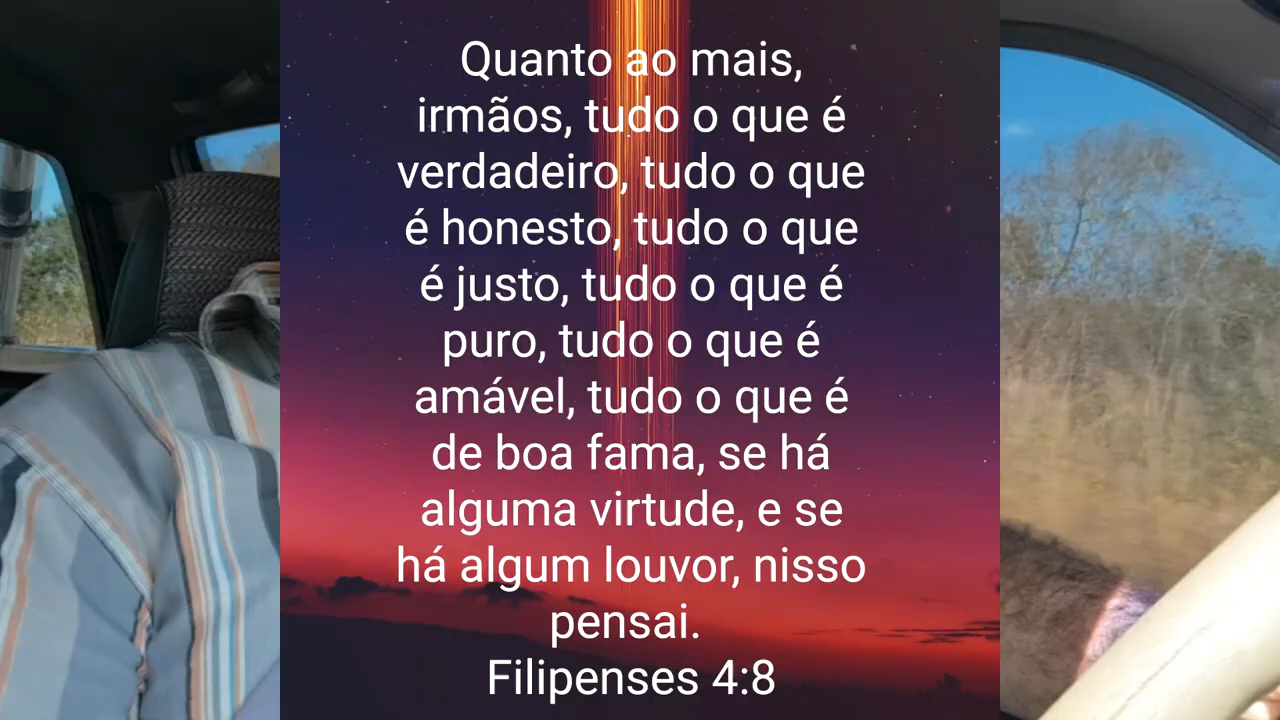 Quanto ao mais,
irmãos, tudo o que é
verdadeiro, tudo o que
é honesto, tudo o que
é justo, tudo o que é
puro, tudo o que é
amável, tudo o que é
de boa fama, se há
alguma virtude, e se
há algum louvor, nisso
pensai.
Filipenses 4:8